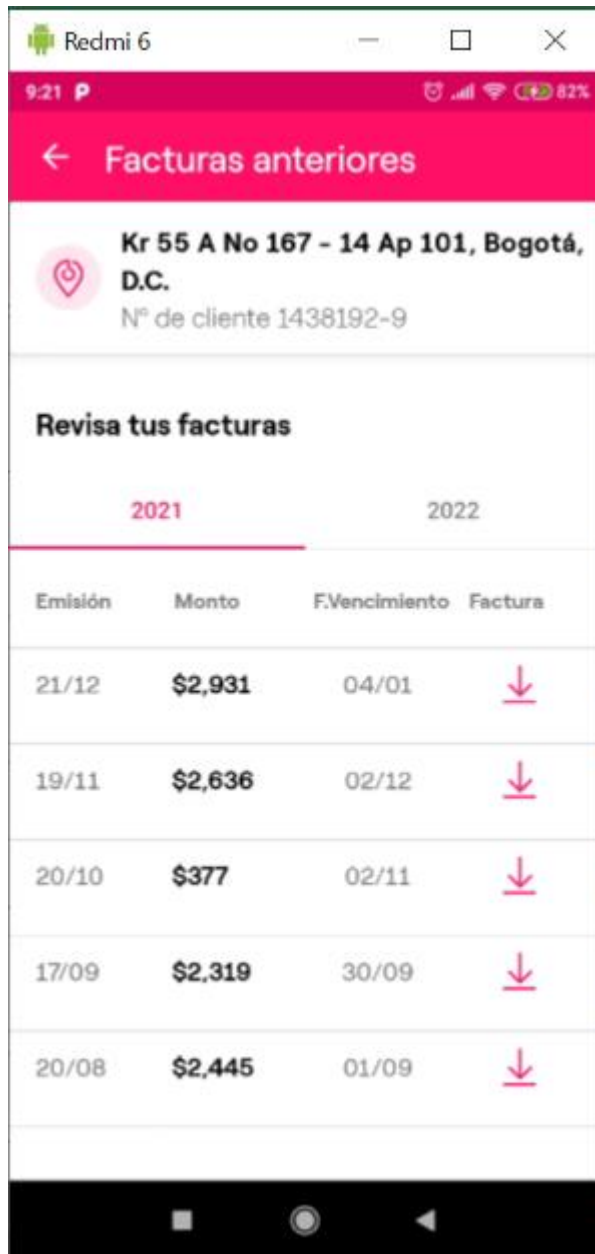 Redmi 6
9:21 P 82%
Facturas anteriores
Kr 55 A No 167 - 14 Ap 101, Bogotá,
D.C.
N° de cliente 1438192-9
Revisa tus facturas
2021 2022
Emisión Monto F.Vencimiento Factura
21/12 $2,931 04/01
19/11 $2,636 02/12
20/10 $377 02/11
17/09 $2,319 30/09
20/08 $2,445 01/09